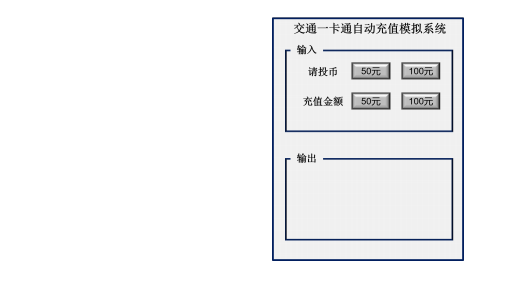 交通一卡通自动充值模拟系统
输入
请投币 50元 100元
充值金额 50元 100元
输出